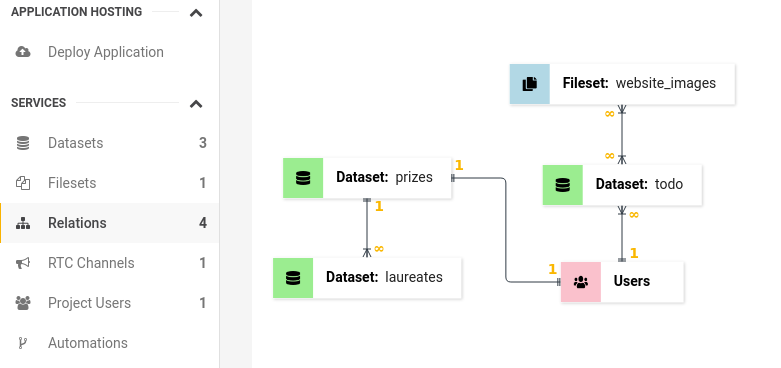 APPLICATION HOSTING
Deploy Application
SERVICES
Datasets 3
Filesets 1
Relations 4
RTC Channels 1
Project Users 1
Automations
Fileset: website_images
∞
∞
Dataset: prizes
1
Dataset: todo
1
∞
∞
1
1
Dataset: laureates
Users